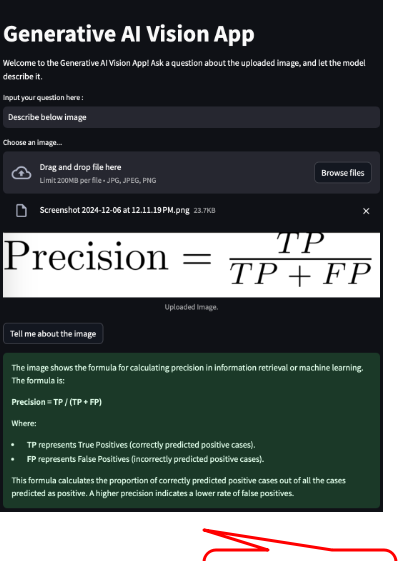 Generative AI Vision App
Welcome to the Generative AI Vision App! Ask a question about the uploaded image, and let the model
describe it.
Input your question here :
Describe below image
Choose an image...
Drag and drop file here
Limit 200MB per file • JPG, JPEG, PNG
Browse files
Screenshot 2024-12-06 at 12.11.19 PM.png 23.7KB
Precision = TP / TP + FP
Uploaded Image.
Tell me about the image
The image shows the formula for calculating precision in information retrieval or machine learning.
The formula is:
Precision = TP / (TP + FP)
Where:
• TP represents True Positives (correctly predicted positive cases).
• FP represents False Positives (incorrectly predicted positive cases).
This formula calculates the proportion of correctly predicted positive cases out of all the cases
predicted as positive. A higher precision indicates a lower rate of false positives.